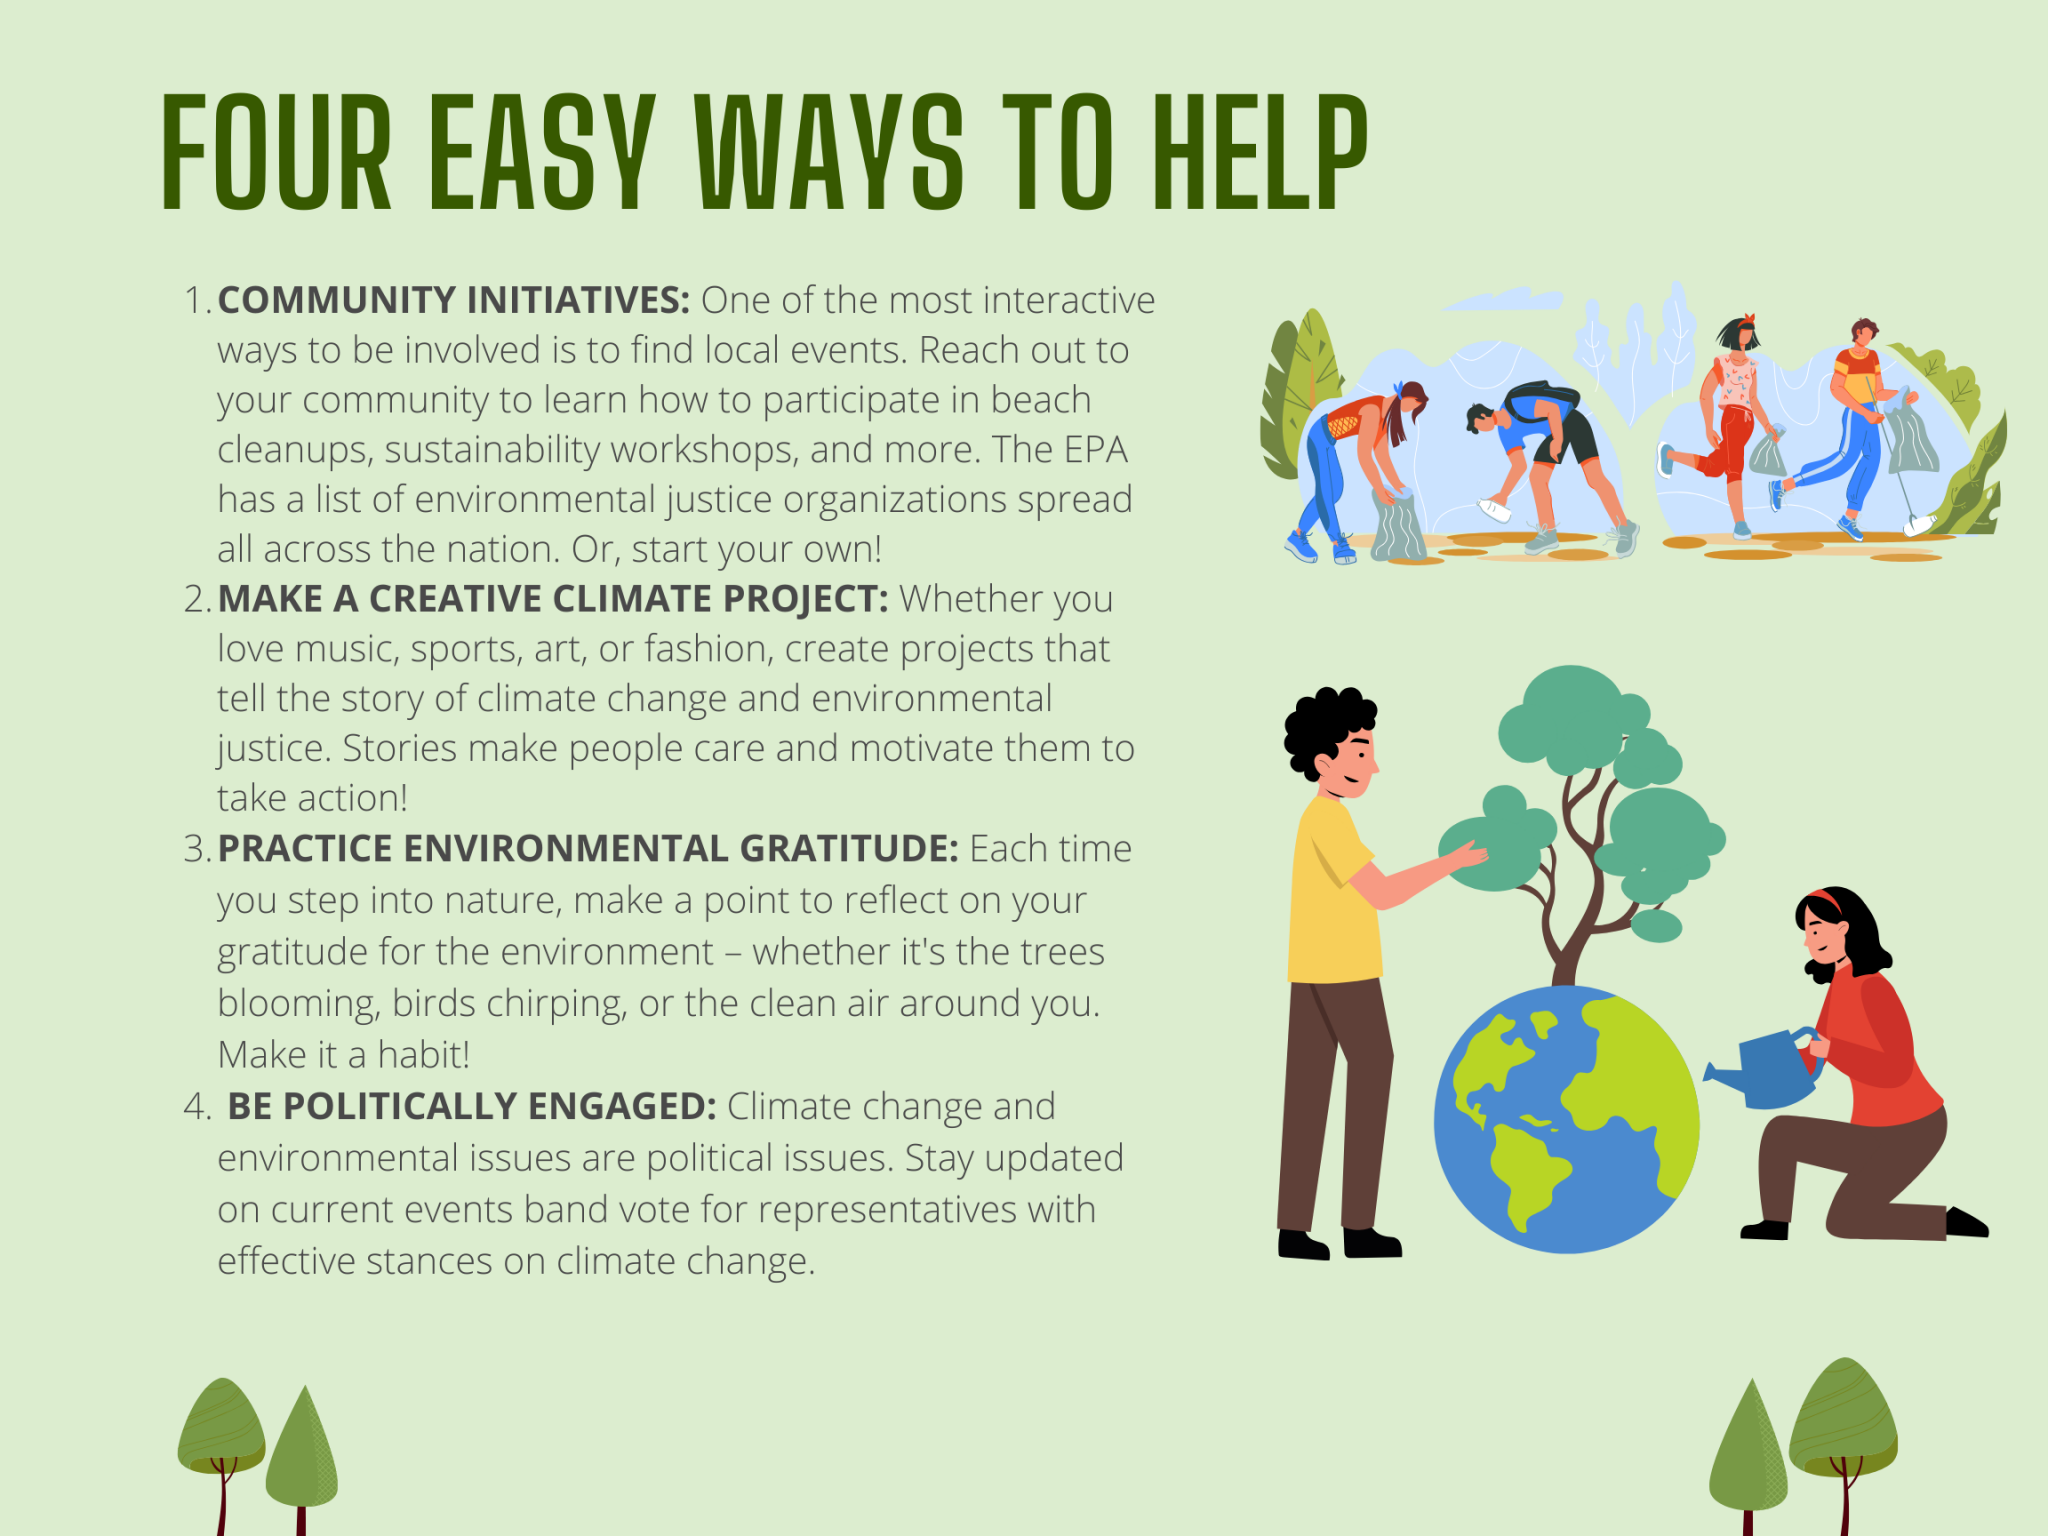 FOUR EASY WAYS TO HELP
1. COMMUNITY INITIATIVES: One of the most interactive
ways to be involved is to find local events. Reach out to
your community to learn how to participate in beach
cleanups, sustainability workshops, and more. The EPA
has a list of environmental justice organizations spread
all across the nation. Or, start your own!
2. MAKE A CREATIVE CLIMATE PROJECT: Whether you
love music, sports, art, or fashion, create projects that
tell the story of climate change and environmental
justice. Stories make people care and motivate them to
take action!
3. PRACTICE ENVIRONMENTAL GRATITUDE: Each time
you step into nature, make a point to reflect on your
gratitude for the environment – whether it's the trees
blooming, birds chirping, or the clean air around you.
Make it a habit!
4. BE POLITICALLY ENGAGED: Climate change and
environmental issues are political issues. Stay updated
on current events band vote for representatives with
effective stances on climate change.